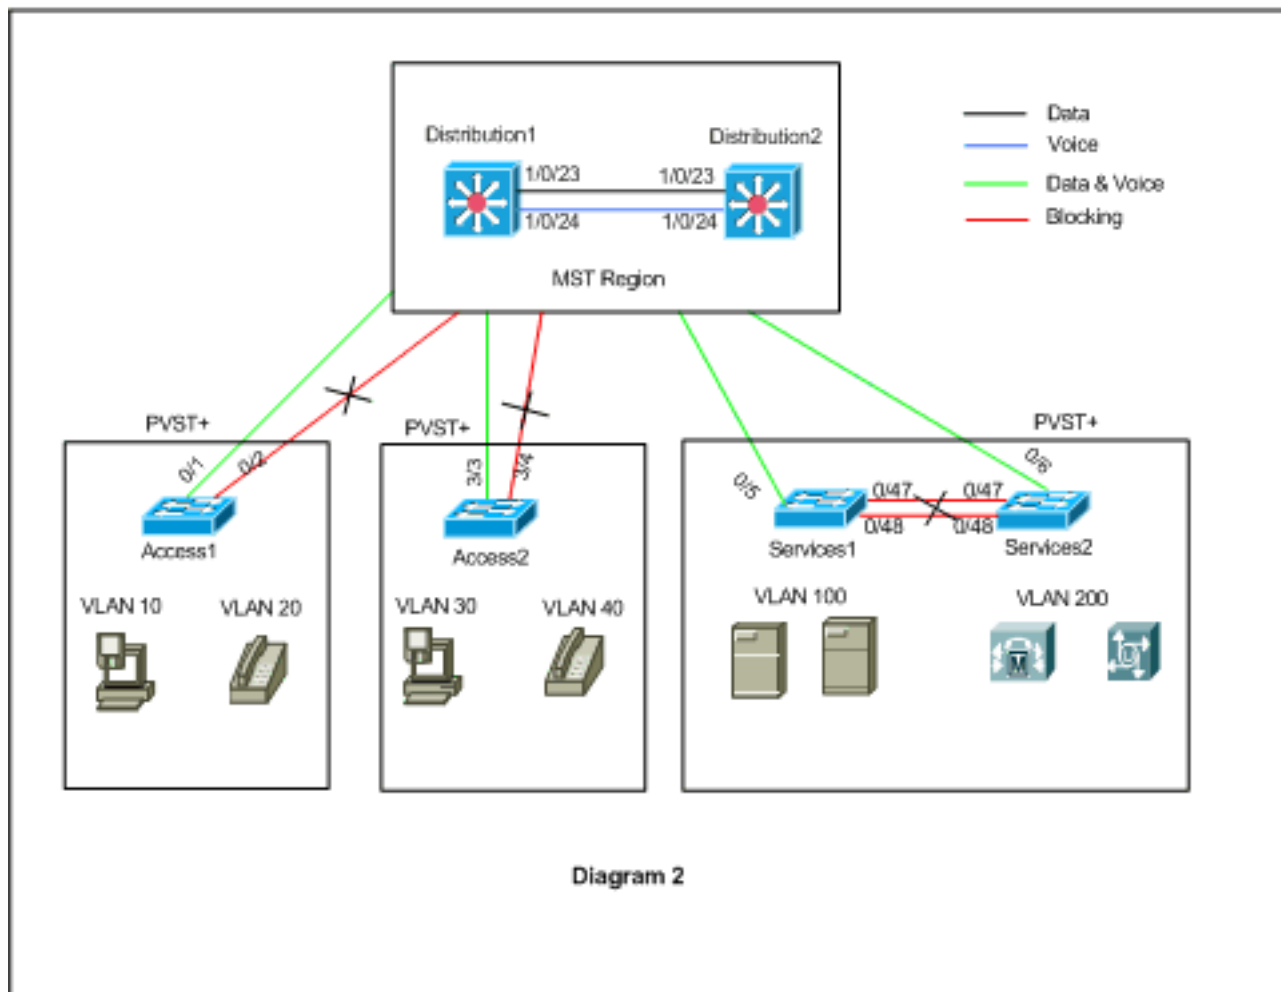 Distribution1
Distribution2
1/0/23
1/0/23
1/0/24
1/0/24
MST Region
Data
Voice
Data & Voice
Blocking
PVST+
0/1
0/2
Access1
VLAN 10
VLAN 20
PVST+
3/3
3/4
Access2
VLAN 30
VLAN 40
PVST+
0/5
0/6
0/47
0/47
0/48
0/48
Services1
Services2
VLAN 100
VLAN 200
M
Diagram 2